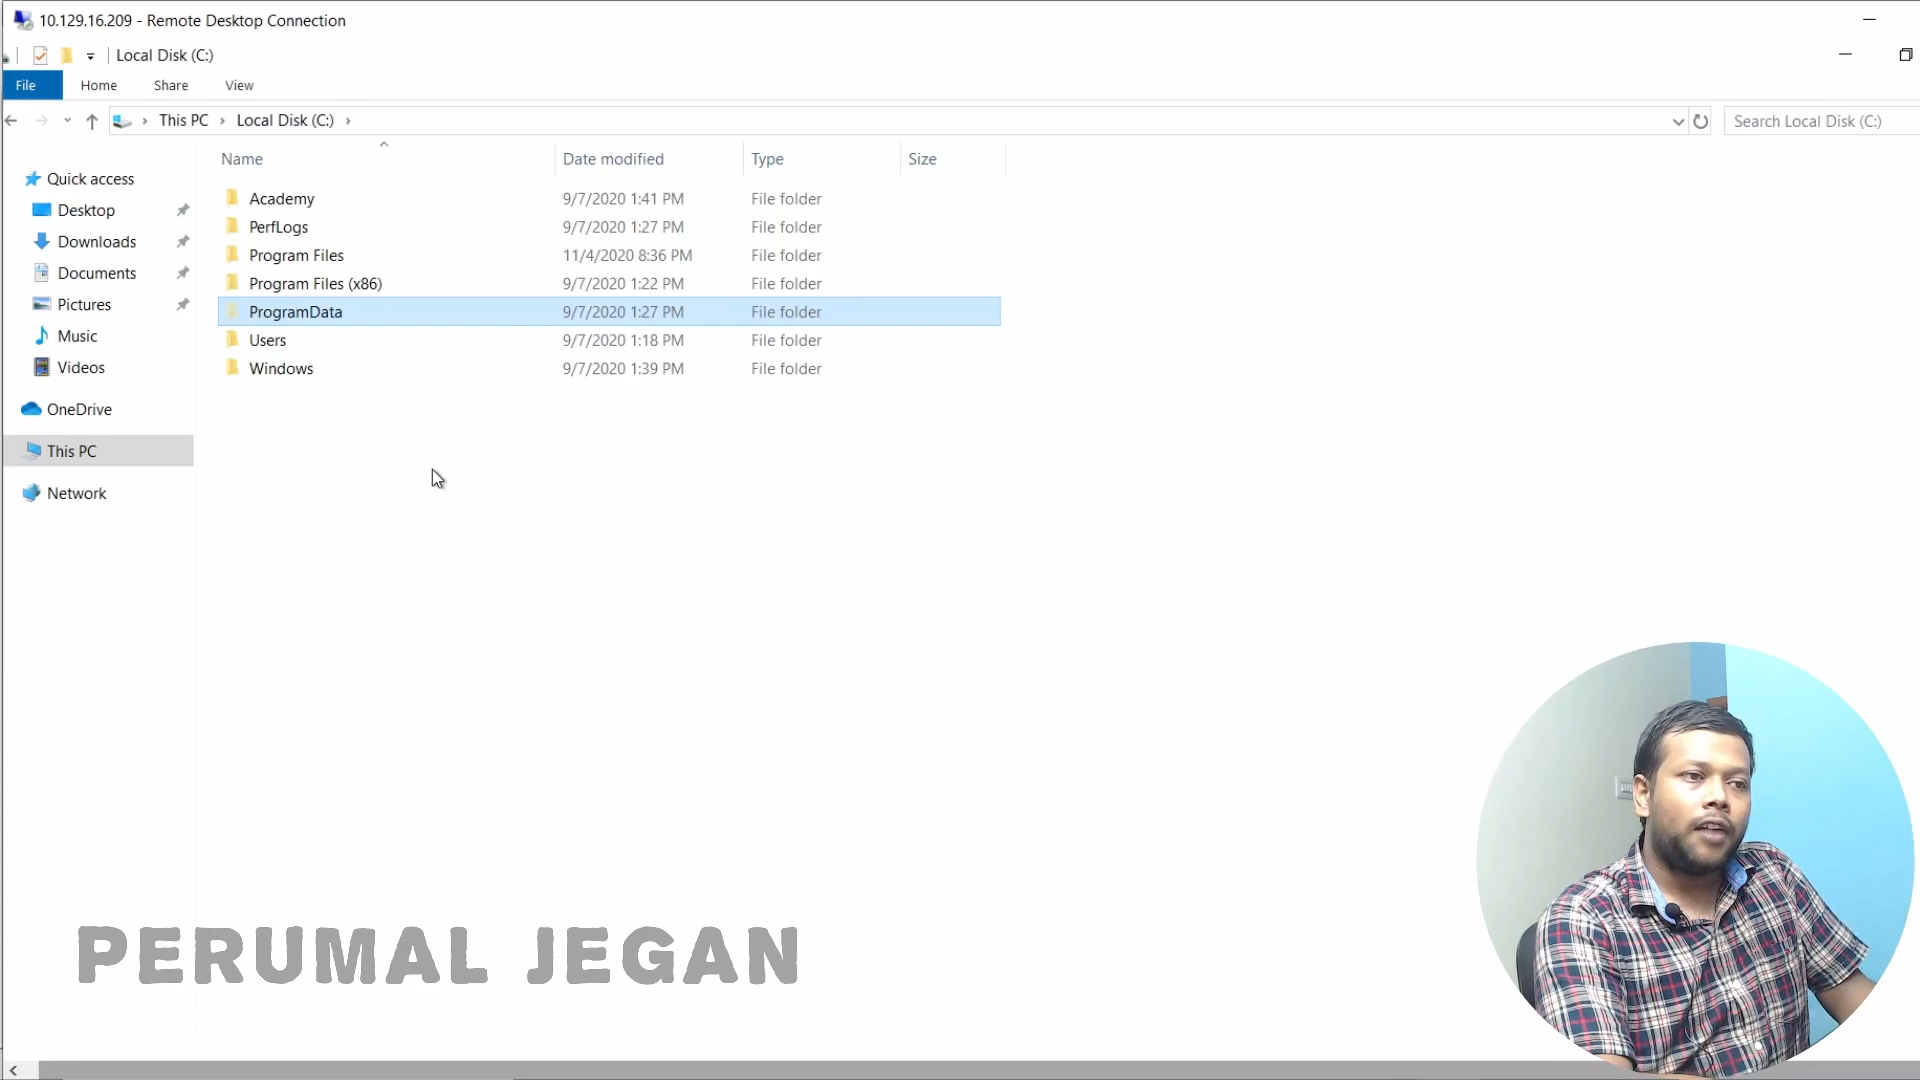 10.129.16.209 - Remote Desktop Connection
Local Disk (C:)
File Home Share View
This PC Local Disk (C:)
Search Local Disk (C:)
Name Date modified Type Size
Quick access
Desktop
Downloads
Documents
Pictures
Music
Videos
OneDrive
This PC
Network
Academy 9/7/2020 1:41 PM File folder
PerfLogs 9/7/2020 1:27 PM File folder
Program Files 11/4/2020 8:36 PM File folder
Program Files (x86) 9/7/2020 1:22 PM File folder
ProgramData 9/7/2020 1:27 PM File folder
Users 9/7/2020 1:18 PM File folder
Windows 9/7/2020 1:39 PM File folder
PERUMAL JEGAN